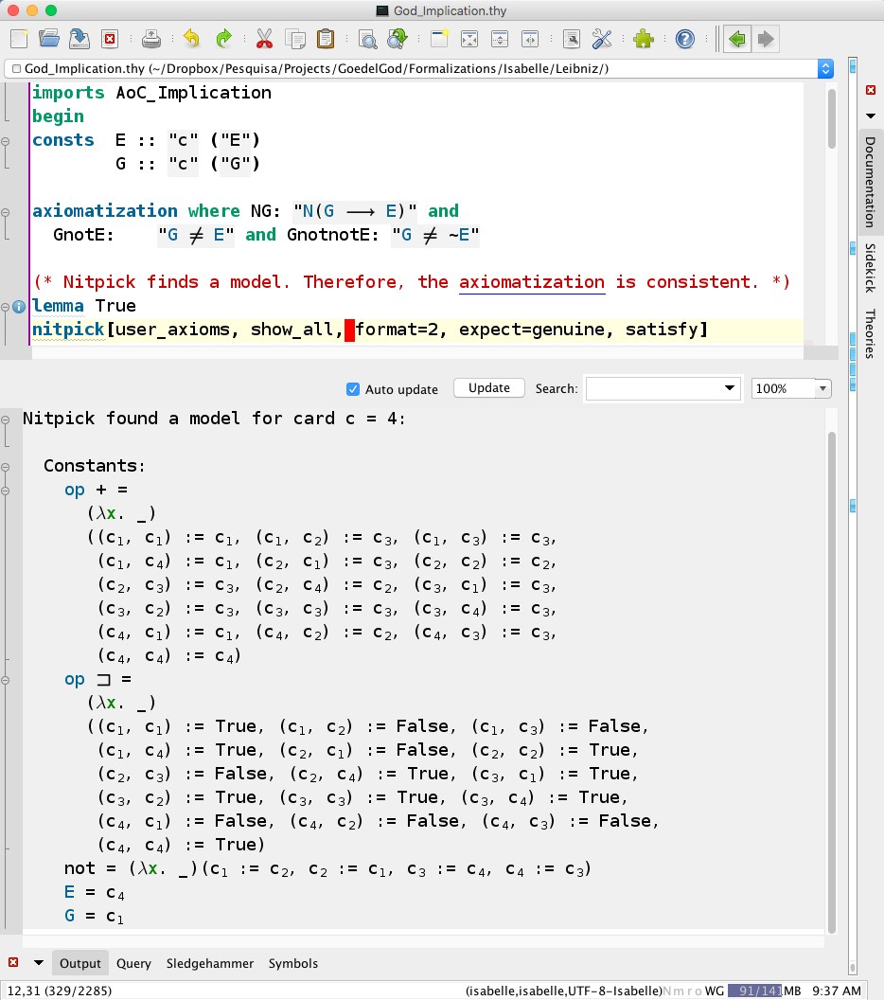 God_Implication.thy
God_Implication.thy (~/Dropbox/Pesquisa/Projects/GoedelGod/Formalizations/Isabelle/Leibniz/)
imports AoC_Implication
begin
consts  E :: "c" ("E")
G :: "c" ("G")
axiomatization where NG: "N(G ⟶ E)" and
GnotE:    "G ≠ E" and GnotnotE: "G ≠ ~E"
(* Nitpick finds a model. Therefore, the axiomatization is consistent. *)
lemma True
nitpick[user_axioms, show_all, format=2, expect=genuine, satisfy]
Documentation
Sidekick
Theories
Auto update
Update
Search:
100%
Nitpick found a model for card c = 4:
Constants:
op + =
(λx. _)
((c₁, c₁) := c₁, (c₁, c₂) := c₃, (c₁, c₃) := c₃,
(c₁, c₄) := c₁, (c₂, c₁) := c₃, (c₂, c₂) := c₂,
(c₂, c₃) := c₃, (c₂, c₄) := c₂, (c₃, c₁) := c₃,
(c₃, c₂) := c₃, (c₃, c₃) := c₃, (c₃, c₄) := c₃,
(c₄, c₁) := c₁, (c₄, c₂) := c₂, (c₄, c₃) := c₃,
(c₄, c₄) := c₄)
op ⊐ =
(λx. _)
((c₁, c₁) := True, (c₁, c₂) := False, (c₁, c₃) := False,
(c₁, c₄) := True, (c₂, c₁) := False, (c₂, c₂) := True,
(c₂, c₃) := False, (c₂, c₄) := True, (c₃, c₁) := True,
(c₃, c₂) := True, (c₃, c₃) := True, (c₃, c₄) := True,
(c₄, c₁) := False, (c₄, c₂) := False, (c₄, c₃) := False,
(c₄, c₄) := True)
not = (λx. _)(c₁ := c₂, c₂ := c₁, c₃ := c₄, c₄ := c₃)
E = c₄
G = c₁
Output
Query
Sledgehammer
Symbols
12,31 (329/2285)
(isabelle,isabelle,UTF-8-Isabelle)N m r o WG 91/141MB 9:37 AM